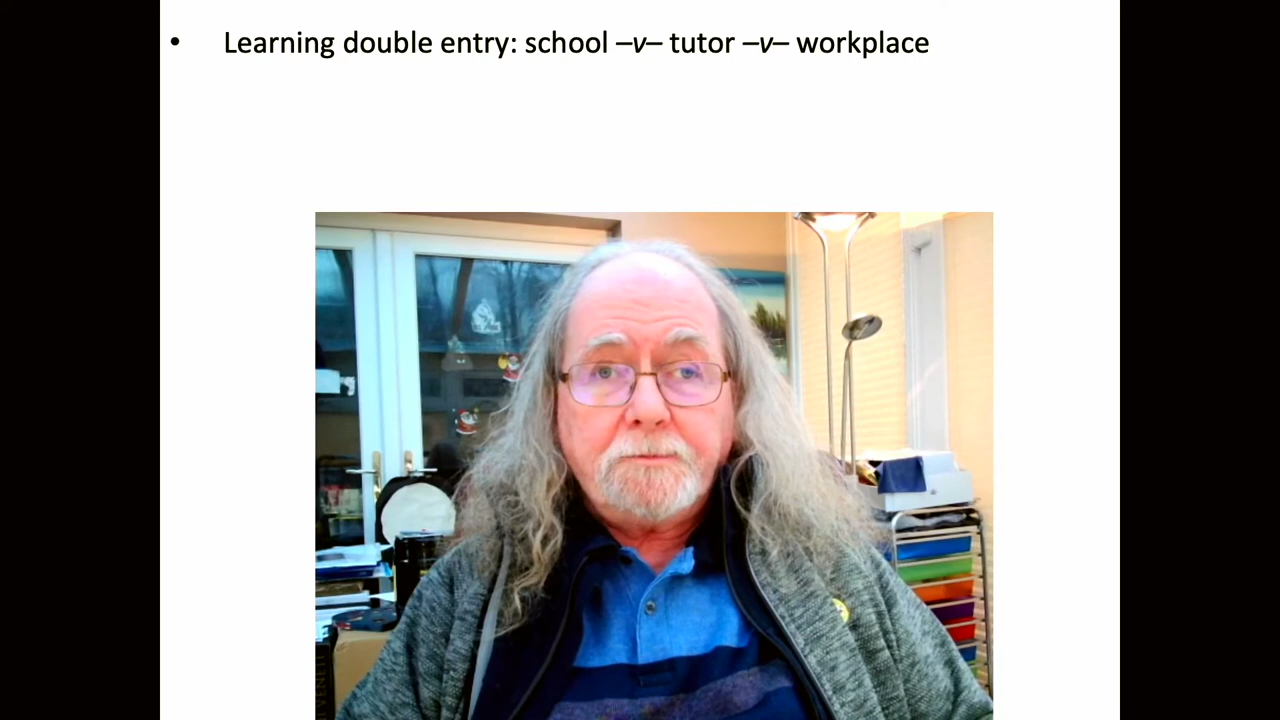 • Learning double entry: school –v– tutor –v– workplace